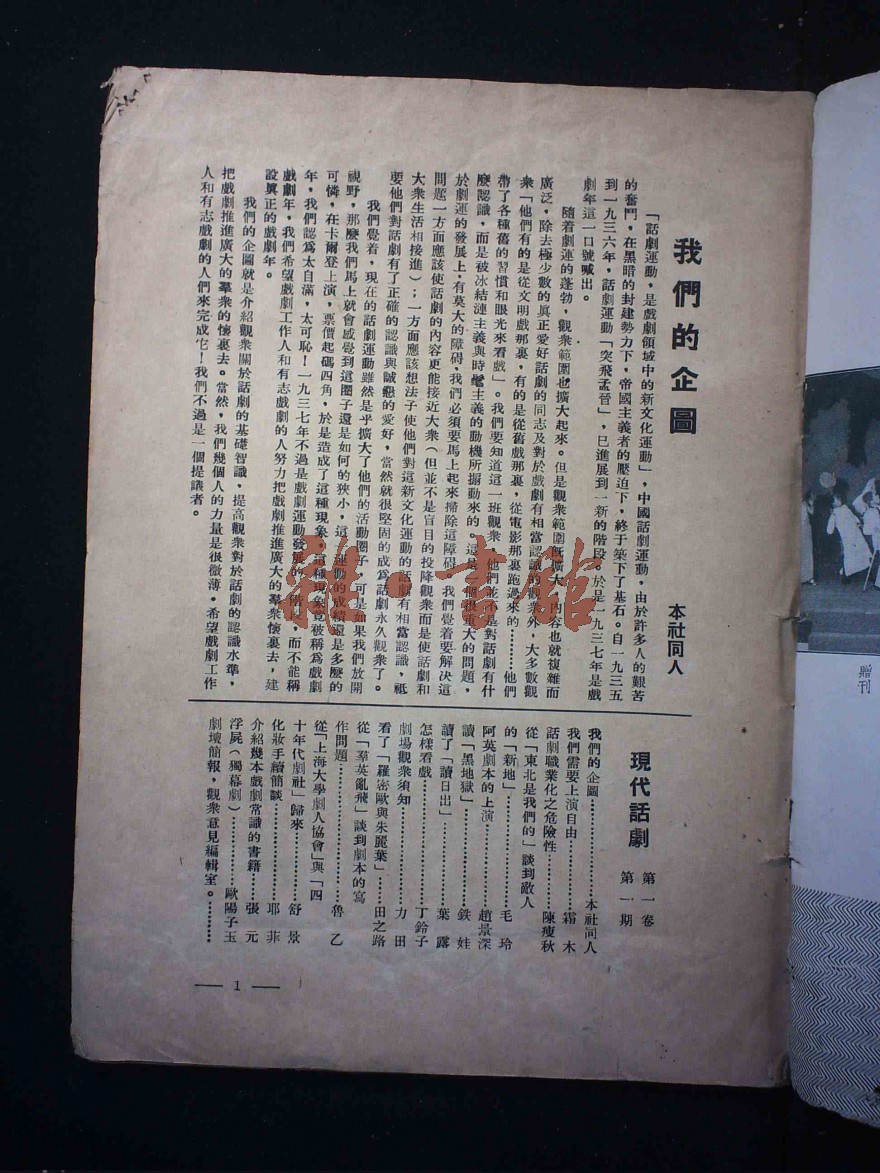 我們的企圖
本社同人
「話劇運動，是戲劇領域中的新文化運動」，中國話劇運動，由於許多人的艱苦
的奮鬥，在黑暗的封建勢力下，帝國主義者的壓迫下，終于築下了基石。自一九三五
到一九三六年，話劇運動「突飛孟晉」，已進展到一新的階段，於是一九三七年是戲
劇年這一口號喊出。
隨着劇運的蓬勃，觀衆範圍也擴大起來。但是觀衆範圍既擴大，內容也就複雜而
廣泛，除去極少數的眞正愛好話劇的同志及對於戲劇有相當認識的觀衆外，大多數觀
衆「他們有的是從文明戲那裏，有的是從舊戲那裏，從電影那裏跑過來的………他們
帶了各種舊的習慣和眼光來看戲」。我們要知道這一班觀衆，他們並不是對話劇有什
麼認識，而是被冰結漣主義與時髦主義的動機所搧動來的，這是一個很重大的問題，
於劇運的發展上，有莫大的障碍，我們必須要馬上起來掃除這障碍，我們覺着要解決這
問題一方面應該使話劇的內容更能接近大衆（但並不是盲目的投降觀衆而是使話劇和
大衆生活相接進）；一方面應該想法子使他們對這新文化運動的話劇有相當認識，祗
要他們對話劇有了正確的認識與誠懇的愛好，當然就很堅固的成爲話劇永久觀衆了。
我們覺着，現在的話劇運動雖然是乎擴大了他們的活動圈子，可是如果我們放開
視野，那麼我們馬上就會感覺到這圈子還是如何的狹小，這一運動的成績還是多麼的
可憐，在卡爾登上演，票價起碼四角，於是造成了這種現象，這種現象竟被稱爲戲劇
年，我們認爲太自滿，太可恥！一九三七年不過是戲劇運動發展的一階段，而不能稱
戲劇年，我們希望戲劇工作人和有志戲劇的人努力把戲劇推進廣大的羣衆懷裏去，建
設眞正的戲劇年。
我們的企圖就是介紹觀衆關於話劇的基礎智識，提高觀衆對於話劇的認識水準，
把戲劇推進廣大的羣衆的懷裏去。當然，我們幾個人的力量是很微薄。希望戲劇工作
人和有志戲劇的人們來完成它！我們不過是一個提議者。
現代話劇 第一卷 第一期
我們的企圖………………本社同人
我們需要上演自由………霜 木
話劇職業化之危險性……陳瘦秋
從「東北是我們的」談到敵人
的「新地」………………毛 玲
阿英劇本的上演…………趙景深
讀「黑地獄」……………鉄 娃
讀了「讀日出」…………葉 露
怎樣看戲…………………丁鈴子
劇場觀衆須知……………力 田
看了「羅密歐與朱麗葉」…田之路
從「羣英亂飛」談到劇本的寫
作問題……………………魯 乙
從「上海大學劇人協會」與「四
十年代劇社」歸來………舒 景
化妝手續簡談……………耶 菲
介紹幾本戲劇常識的書籍…張 元
浮屍（獨幕劇）…………歐陽子玉
劇壇簡報，觀衆意見編輯室。………
— 1 —
贈刊
龍一書館